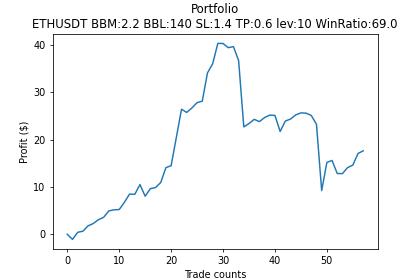 Portfolio
ETHUSDT BBM:2.2 BBL:140 SL:1.4 TP:0.6 lev:10 WinRatio:69.0
40
30
20
10
0
Profit ($)
0 10 20 30 40 50
Trade counts